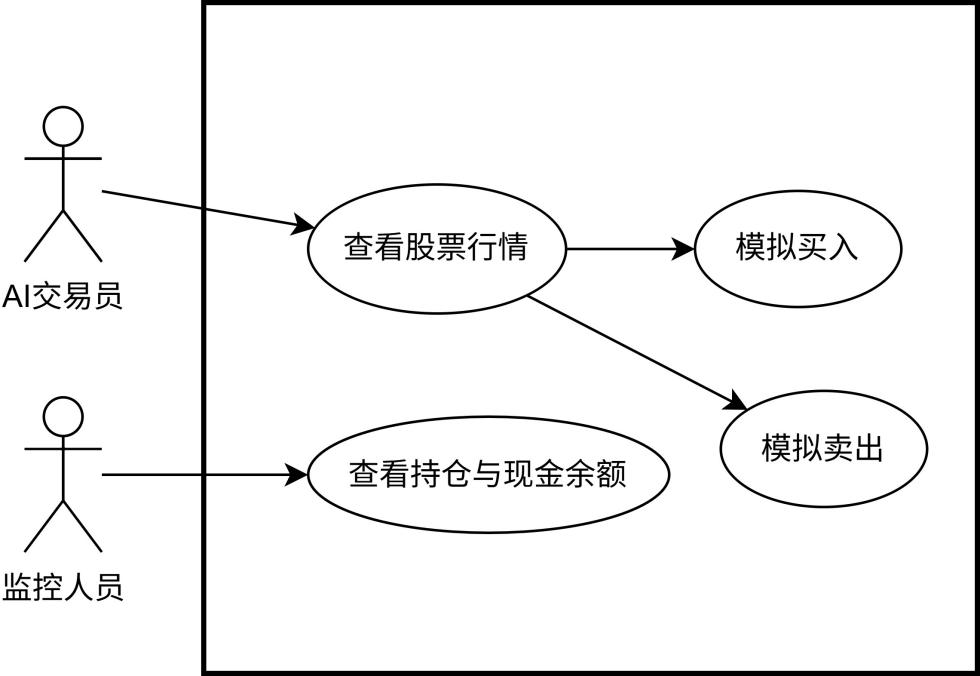 AI交易员
查看股票行情
模拟买入
模拟卖出
查看持仓与现金余额
监控人员